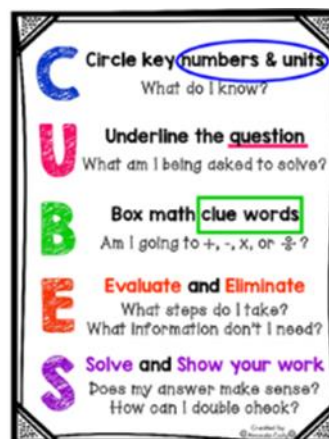 C
Circle key numbers & units
What do I know?
U
Underline the question
What am I being asked to solve?
B
Box math clue words
Am I going to +, -, x, or ÷?
E
Evaluate and Eliminate
What steps do I take?
What information don't I need?
S
Solve and Show your work
Does my answer make sense?
How can I double check?
Created by